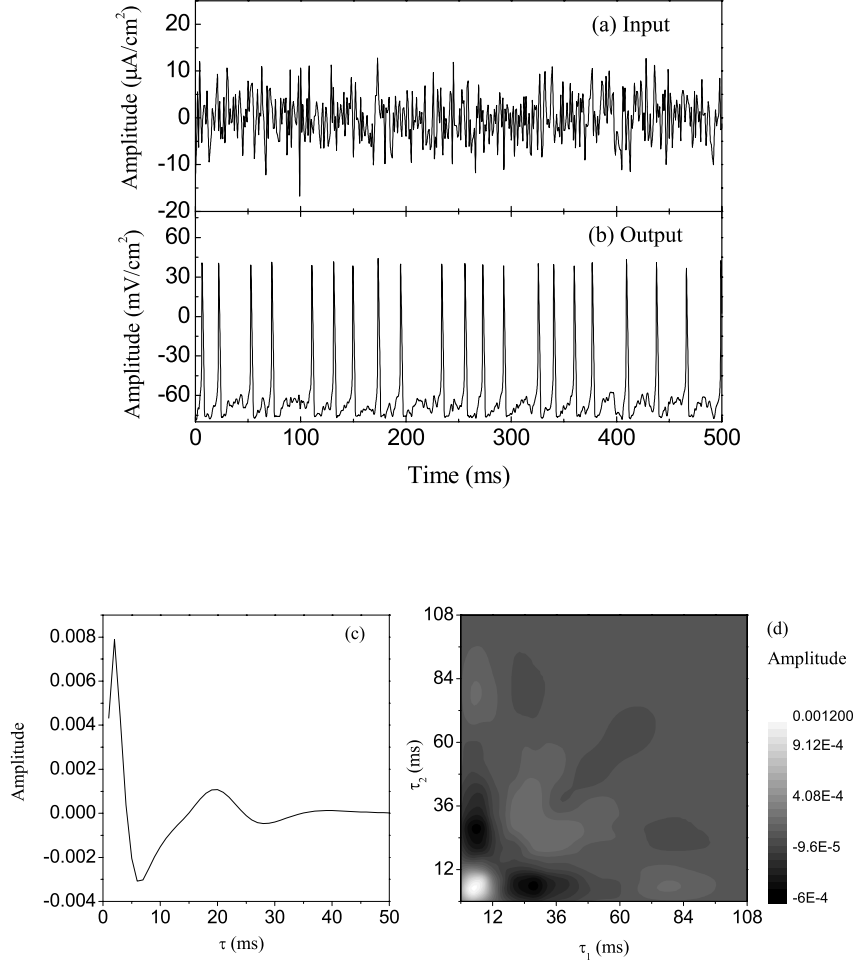 (a) Input
Amplitude (μA/cm²)
20
10
0
-10
-20
(b) Output
Amplitude (mV/cm²)
60
30
0
-30
-60
0 100 200 300 400 500
Time (ms)
(c)
Amplitude
0.008
0.006
0.004
0.002
0.000
-0.002
-0.004
0 10 20 30 40 50
τ (ms)
(d)
τ₂ (ms)
108
84
60
36
12
12 36 60 84 108
τ₁ (ms)
Amplitude
0.001200
9.12E-4
4.08E-4
-9.6E-5
-6E-4